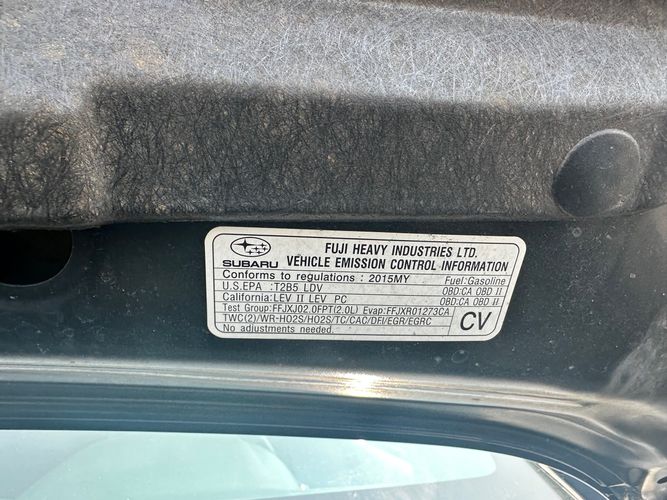 SUBARU
FUJI HEAVY INDUSTRIES LTD.
VEHICLE EMISSION CONTROL INFORMATION
Conforms to regulations : 2015MY Fuel:Gasoline
U.S.EPA :T2B5 LDV OBD:CA OBD II
California:LEV II LEV PC OBD:CA OBD II
Test Group:FFJXJ02.0FPT(2.0L) Evap:FFJXR01273CA
TWC(2)/WR-HO2S/HO2S/TC/CAC/DFI/EGR/EGRC
No adjustments needed.
CV